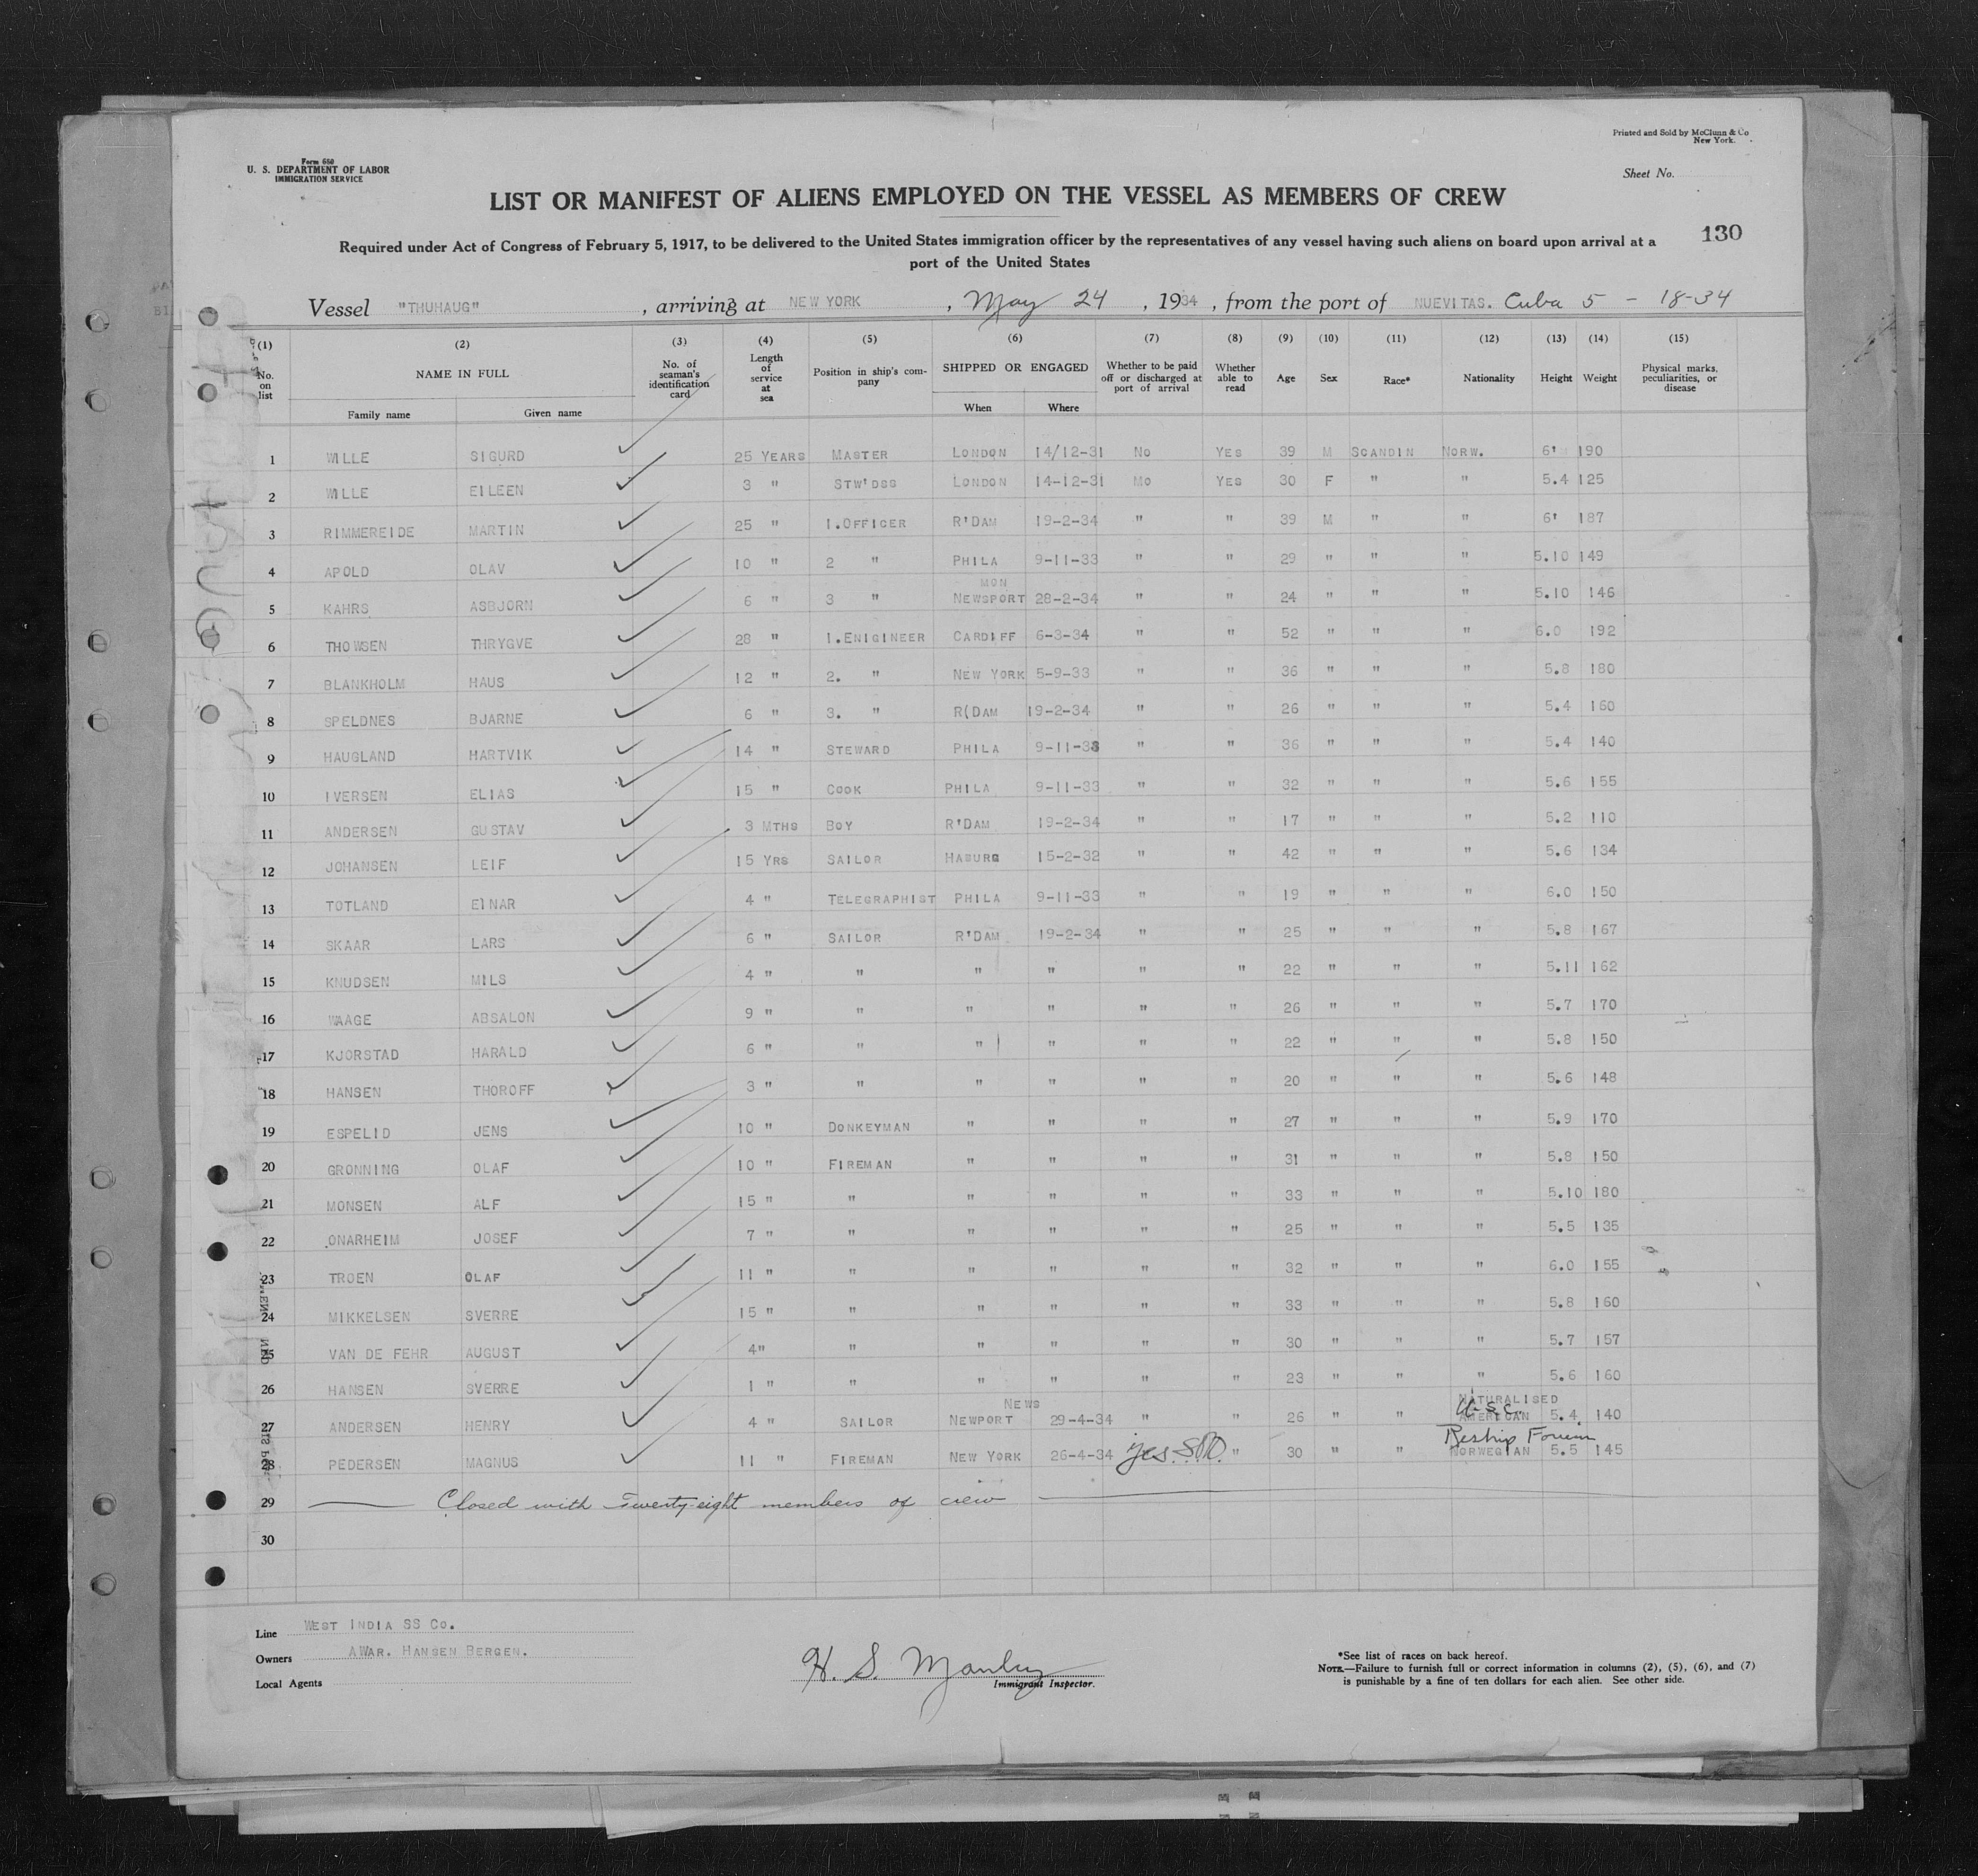 Printed and Sold by McClunn & Co
New York.
Form 680
U. S. DEPARTMENT OF LABOR
IMMIGRATION SERVICE
Sheet No.
LIST OR MANIFEST OF ALIENS EMPLOYED ON THE VESSEL AS MEMBERS OF CREW
130
Required under Act of Congress of February 5, 1917, to be delivered to the United States immigration officer by the representatives of any vessel having such aliens on board upon arrival at a
port of the United States
Vessel "THUHAUG" , arriving at NEW YORK , May 24 , 1934 , from the port of NUEVITAS. Cuba 5 - 18-34
(1) (2) (3) (4) (5) (6) (7) (8) (9) (10) (11) (12) (13) (14) (15)
No. on list NAME IN FULL No. of seaman's identification card Length of service at sea Position in ship's company SHIPPED OR ENGAGED Whether to be paid off or discharged at port of arrival Whether able to read Age Sex Race* Nationality Height Weight Physical marks, peculiarities, or disease
Family name Given name When Where
1 WILLE SIGURD 25 YEARS MASTER LONDON 14/12-31 No YES 39 M SCANDIN NORW. 6' 190
2 WILLE EILEEN 3 " STW'DSS LONDON 14-12-31 Mo YES 30 F " " 5.4 125
3 RIMMEREIDE MARTIN 25 " 1.OFFICER R'DAM 19-2-34 " " 39 M " " 6' 187
4 APOLD OLAV 10 " 2 " PHILA 9-11-33 " " 29 " " " 5.10 149
MON
5 KAHRS ASBJORN 6 " 3 " NEWSPORT 28-2-34 " " 24 " " " 5.10 146
6 THOWSEN THRYGVE 28 " 1.ENIGINEER CARDIFF 6-3-34 " " 52 " " " 6.0 192
7 BLANKHOLM HAUS 12 " 2. " NEW YORK 5-9-33 " " 36 " " " 5.8 180
8 SPELDNES BJARNE 6 " 3. " R(DAM 19-2-34 " " 26 " " " 5.4 160
9 HAUGLAND HARTVIK 14 " STEWARD PHILA 9-11-33 " " 36 " " " 5.4 140
10 IVERSEN ELIAS 15 " COOK PHILA 9-11-33 " " 32 " " " 5.6 155
11 ANDERSEN GUSTAV 3 MTHS BOY R'DAM 19-2-34 " " 17 " " " 5.2 110
12 JOHANSEN LEIF 15 YRS SAILOR HABURG 15-2-32 " " 42 " " " 5.6 134
13 TOTLAND EINAR 4 " TELEGRAPHIST PHILA 9-11-33 " " 19 " " " 6.0 150
14 SKAAR LARS 6 " SAILOR R'DAM 19-2-34 " " 25 " " " 5.8 167
15 KNUDSEN MILS 4 " " " " " " 22 " " " 5.11 162
16 WAAGE ABSALON 9 " " " " " " 26 " " " 5.7 170
17 KJORSTAD HARALD 6 " " " " " " 22 " " " 5.8 150
18 HANSEN THOROFF 3 " " " " " " 20 " " " 5.6 148
19 ESPELID JENS 10 " DONKEYMAN " " " " 27 " " " 5.9 170
20 GRONNING OLAF 10 " FIREMAN " " " " 31 " " " 5.8 150
21 MONSEN ALF 15 " " " " " " 33 " " " 5.10 180
22 ONARHEIM JOSEF 7 " " " " " " 25 " " " 5.5 135
23 TROEN OLAF 11 " " " " " " 32 " " " 6.0 155
24 MIKKELSEN SVERRE 15 " " " " " " 33 " " " 5.8 160
25 VAN DE FEHR AUGUST 4" " " " " " 30 " " " 5.7 157
26 HANSEN SVERRE 1 " " " " " " 23 " " " 5.6 160
NEWS NATURALISED
27 ANDERSEN HENRY 4 " SAILOR NEWPORT 29-4-34 " " 26 " " AMERICAN U.S.C. 5.4 140
Reship Foreign
28 PEDERSEN MAGNUS 11 " FIREMAN NEW YORK 26-4-34 yes " 30 " " NORWEGIAN 5.5 145
29 Closed with Twenty-eight members of crew
30
Line WEST INDIA SS CO.
Owners AWAR. HANSEN BERGEN.
Local Agents
H. S. Manley
Immigrant Inspector.
*See list of races on back hereof.
NOTE.—Failure to furnish full or correct information in columns (2), (5), (6), and (7)
is punishable by a fine of ten dollars for each alien. See other side.